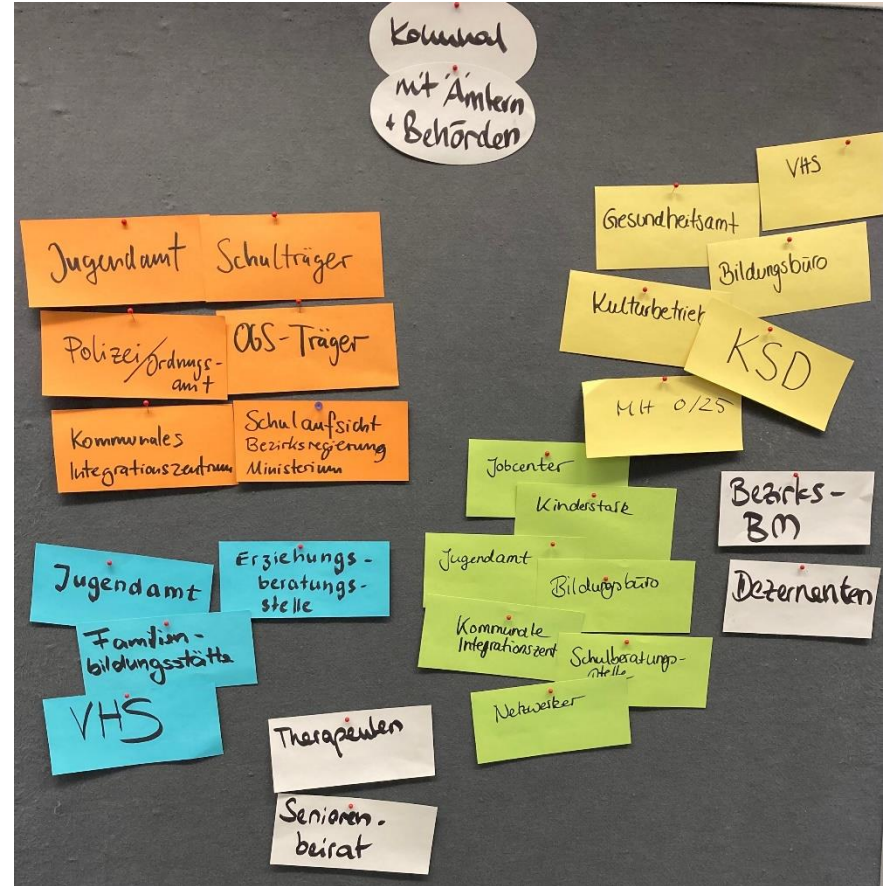 Kommunal
mit Ämtern
+ Behörden
Jugendamt
Schulträger
Polizei/Ordnungs-
amt
OGS-Träger
Kommunales
Integrationszentrum
Schulaufsicht
Bezirksregierung
Ministerium
VHS
Gesundheitsamt
Bildungsbüro
Kulturbetrieb
KSD
MH 0/25
Jugendamt
Erziehungs-
beratungs-
stelle
Familien-
bildungsstätte
VHS
Therapeuten
Senioren-
beirat
Jobcenter
Kinderstark
Jugendamt
Bildungsbüro
Kommunale
Integrationszent
Schulberatungs-
stelle
Netzwerker
Bezirks-
BM
Dezernenten